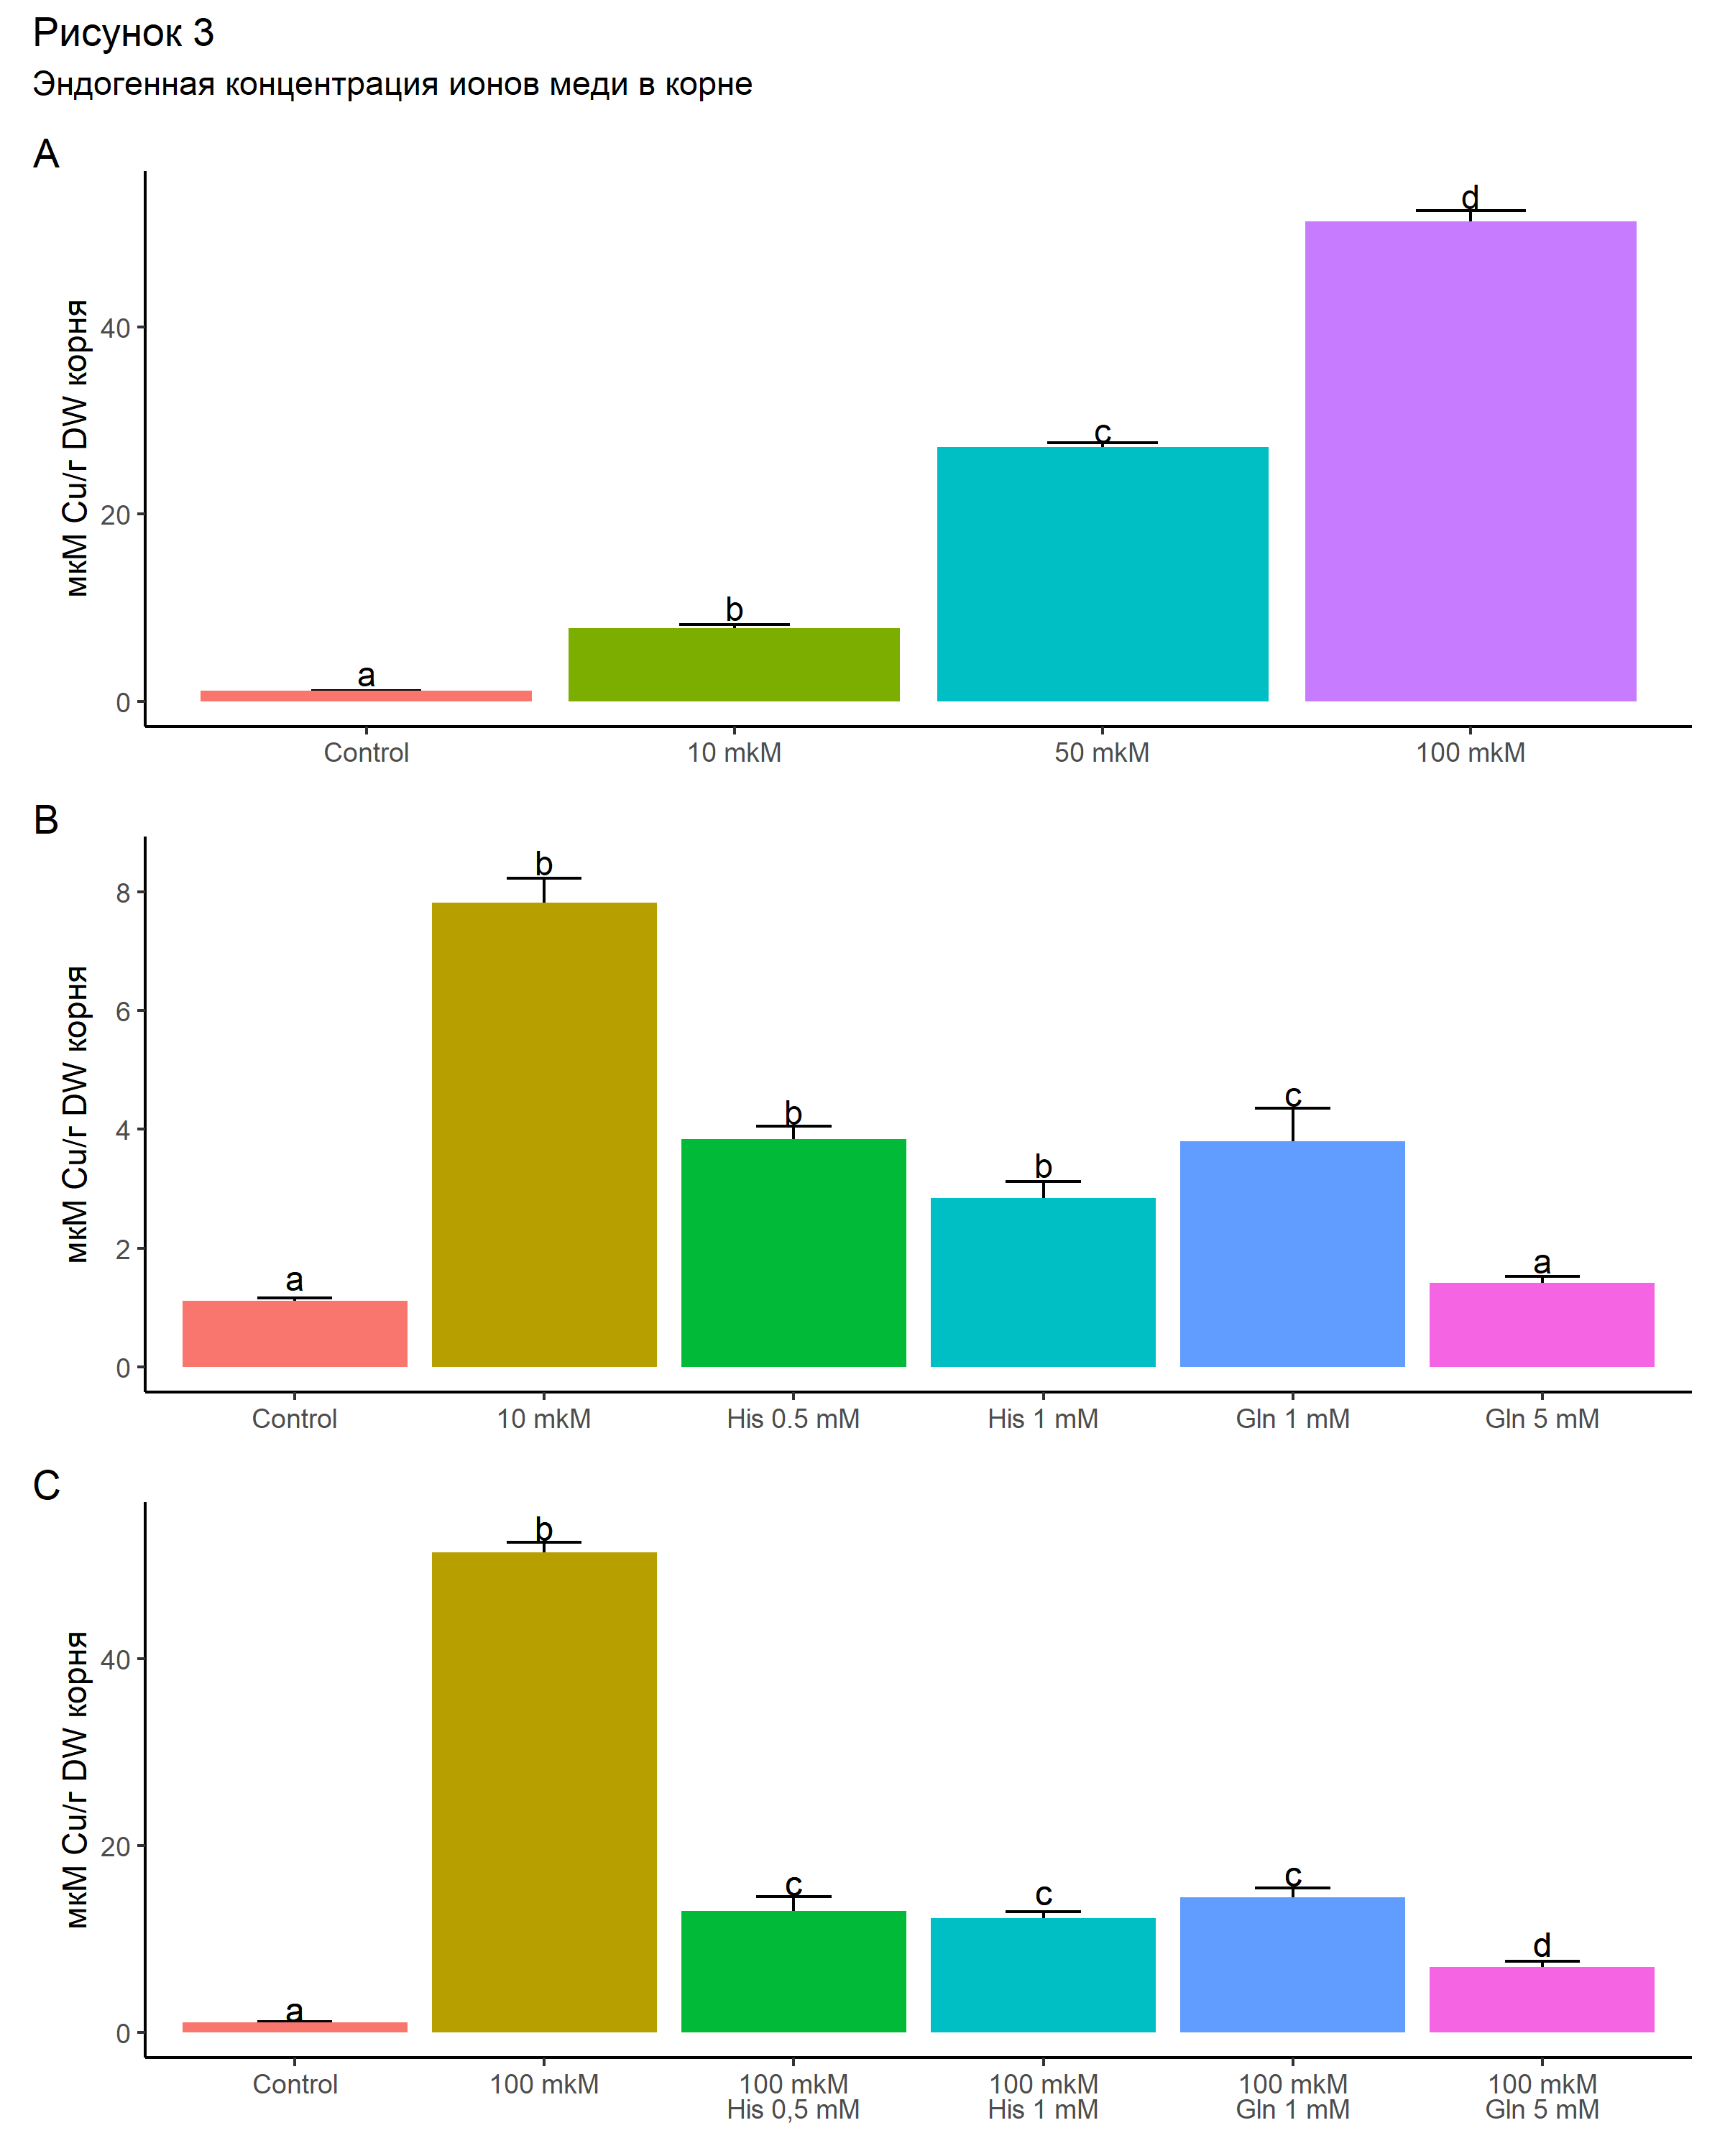 Рисунок 3
Эндогенная концентрация ионов меди в корне
A
мкМ Cu/г DW корня
40
20
0
a
b
c
d
Control
10 mkM
50 mkM
100 mkM
B
мкМ Cu/г DW корня
8
6
4
2
0
a
b
b
b
c
a
Control
10 mkM
His 0.5 mM
His 1 mM
Gln 1 mM
Gln 5 mM
C
мкМ Cu/г DW корня
40
20
0
a
b
c
c
c
d
Control
100 mkM
100 mkM
His 0,5 mM
100 mkM
His 1 mM
100 mkM
Gln 1 mM
100 mkM
Gln 5 mM